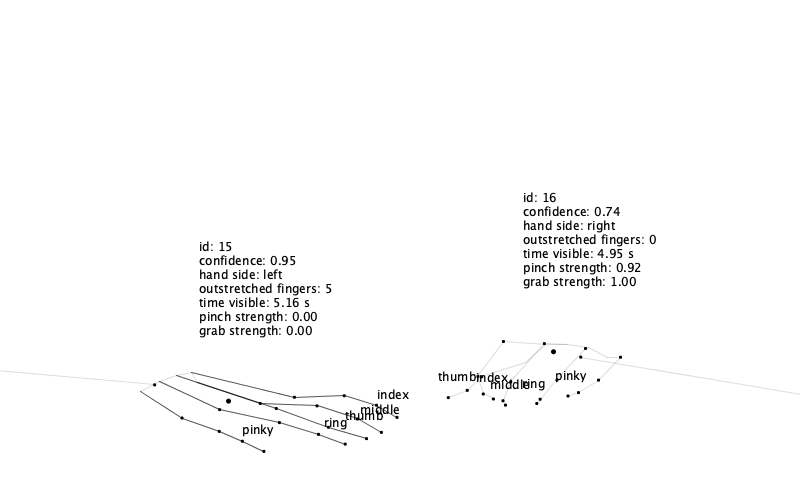 id: 15
confidence: 0.95
hand side: left
outstretched fingers: 5
time visible: 5.16 s
pinch strength: 0.00
grab strength: 0.00
index
middle
thumb
ring
pinky
id: 16
confidence: 0.74
hand side: right
outstretched fingers: 0
time visible: 4.95 s
pinch strength: 0.92
grab strength: 1.00
thumb
index
middle
ring
pinky